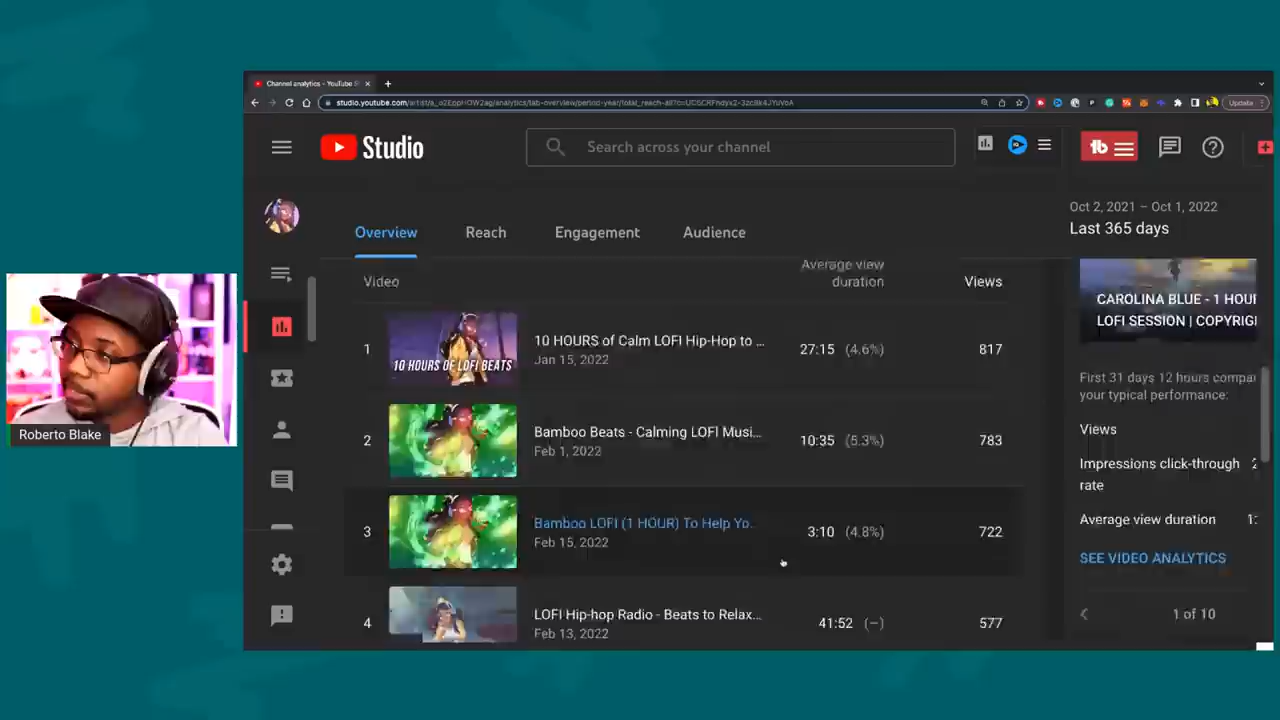 Channel analytics - YouTube S
Update
Studio
Search across your channel
Oct 2, 2021 – Oct 1, 2022
Last 365 days
Overview
Reach
Engagement
Audience
Video
Average view
duration
Views
1
10 HOURS OF LOFI BEATS
10 HOURS of Calm LOFI Hip-Hop to ...
Jan 15, 2022
27:15 (4.6%)
817
2
Bamboo Beats - Calming LOFI Musi...
Feb 1, 2022
10:35 (5.3%)
783
3
Bamboo LOFI (1 HOUR) To Help Yo...
Feb 15, 2022
3:10 (4.8%)
722
4
LOFI Hip-hop Radio - Beats to Relax...
Feb 13, 2022
41:52 (–)
577
CAROLINA BLUE - 1 HOU
LOFI SESSION | COPYRIG
First 31 days 12 hours compa
your typical performance:
Views
Impressions click-through
rate
Average view duration
1:
SEE VIDEO ANALYTICS
1 of 10
Roberto Blake